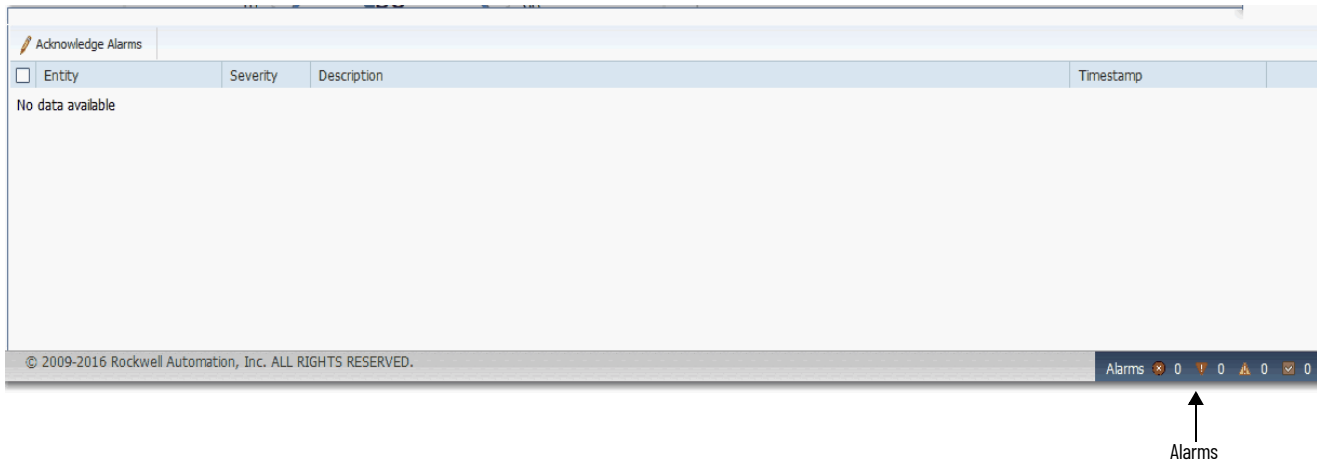 Acknowledge Alarms
Entity Severity Description Timestamp
No data available
© 2009-2016 Rockwell Automation, Inc. ALL RIGHTS RESERVED.
Alarms 0 0 0 0
Alarms